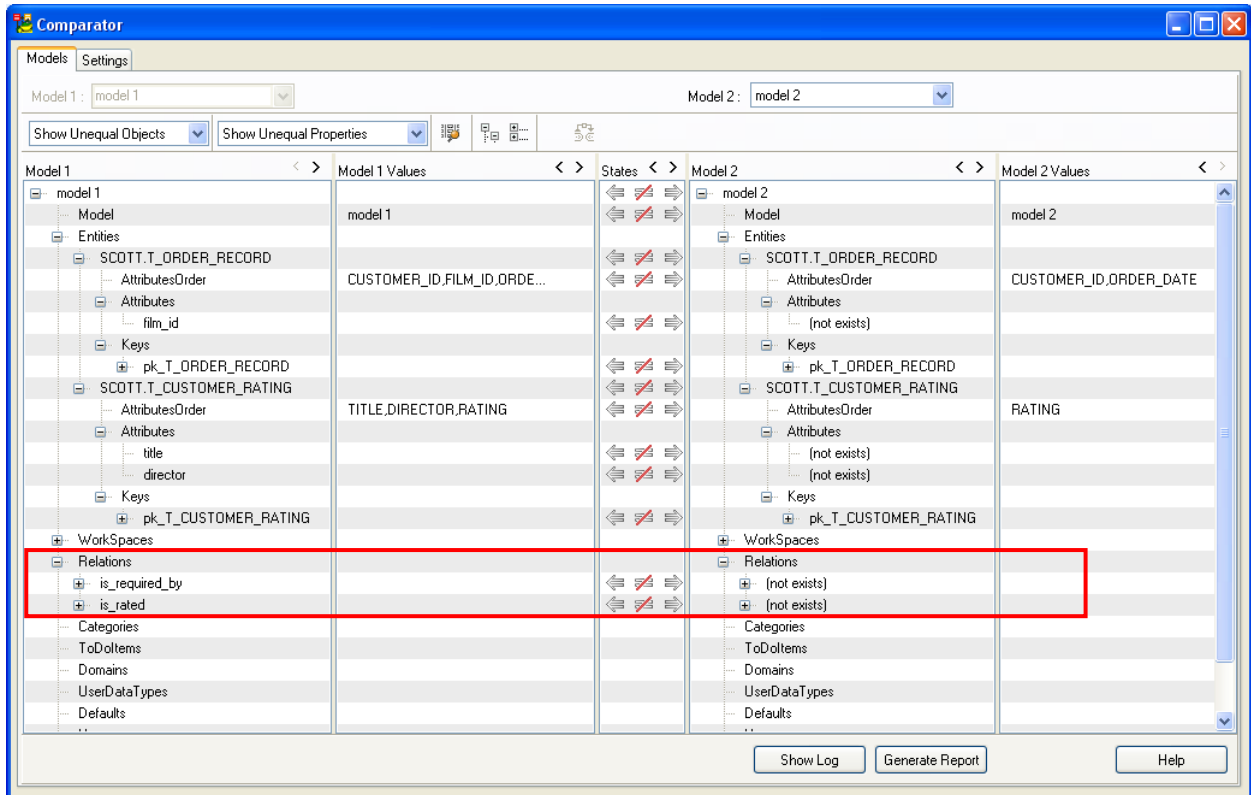 Comparator
Models Settings
Model 1 : model 1 Model 2 : model 2
Show Unequal Objects Show Unequal Properties
Model 1 < > Model 1 Values < > States < > Model 2 < > Model 2 Values < >
model 1 model 2
Model model 1 Model model 2
Entities Entities
SCOTT.T_ORDER_RECORD SCOTT.T_ORDER_RECORD
AttributesOrder CUSTOMER_ID,FILM_ID,ORDE... AttributesOrder CUSTOMER_ID,ORDER_DATE
Attributes Attributes
film_id (not exists)
Keys Keys
pk_T_ORDER_RECORD pk_T_ORDER_RECORD
SCOTT.T_CUSTOMER_RATING SCOTT.T_CUSTOMER_RATING
AttributesOrder TITLE,DIRECTOR,RATING AttributesOrder RATING
Attributes Attributes
title (not exists)
director (not exists)
Keys Keys
pk_T_CUSTOMER_RATING pk_T_CUSTOMER_RATING
WorkSpaces WorkSpaces
Relations Relations
is_required_by (not exists)
is_rated (not exists)
Categories Categories
ToDoItems ToDoItems
Domains Domains
UserDataTypes UserDataTypes
Defaults Defaults
Show Log Generate Report Help